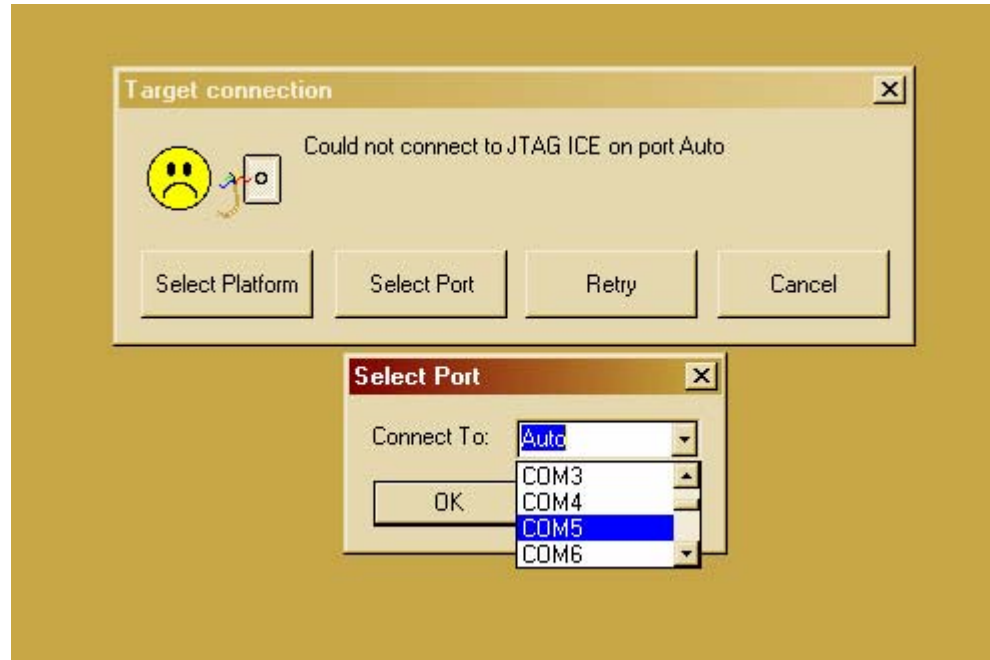 Target connection
Could not connect to JTAG ICE on port Auto
Select Platform Select Port Retry Cancel
Select Port
Connect To: Auto
COM3
OK COM4
COM5
COM6